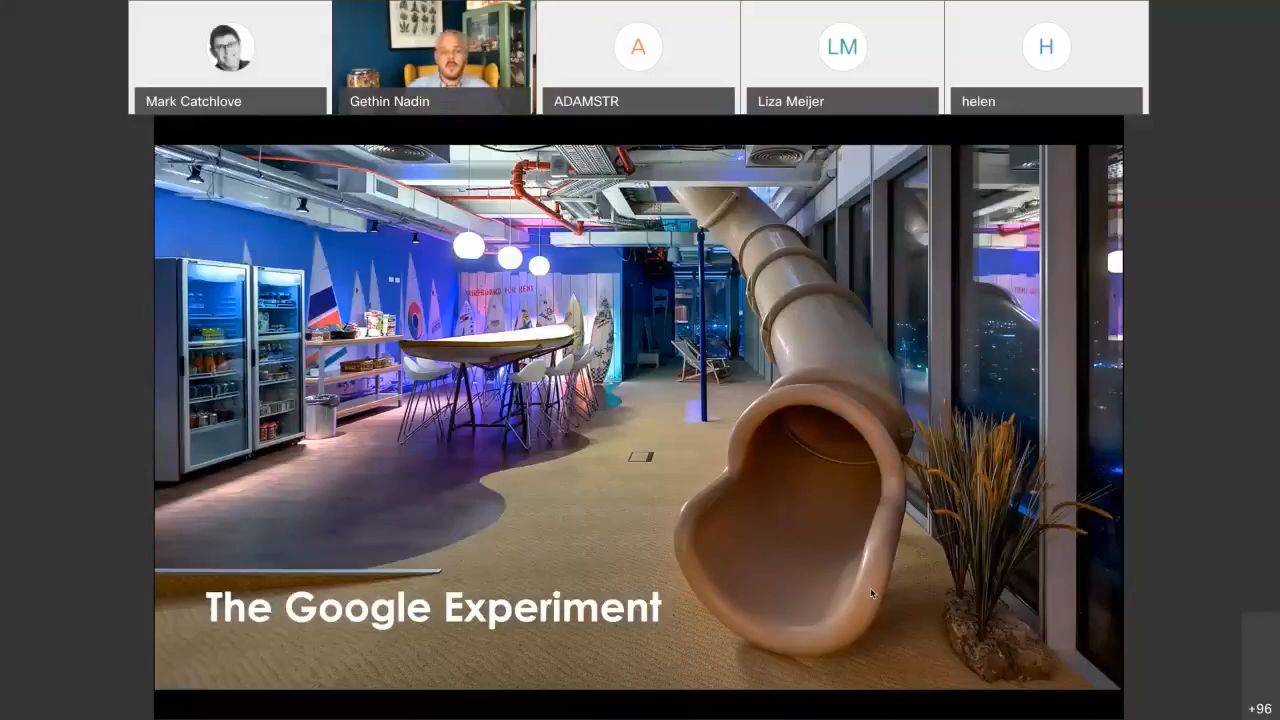 A
LM
H
Mark Catchlove
Gethin Nadin
ADAMSTR
Liza Meijer
helen
The Google Experiment
+96